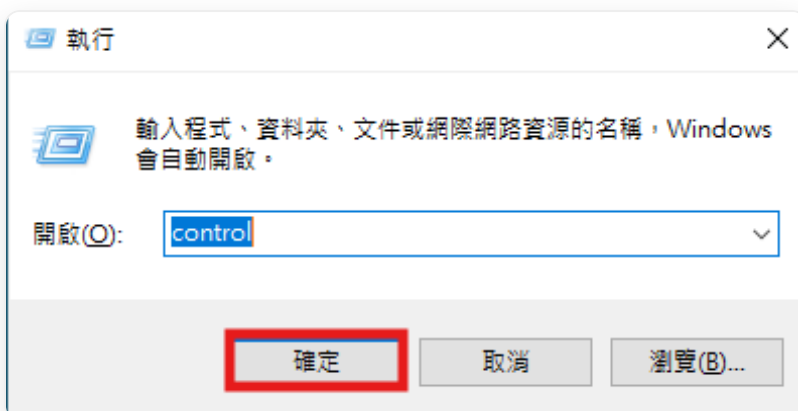 執行
輸入程式、資料夾、文件或網際網路資源的名稱，Windows
會自動開啟。
開啟(O):
control
確定
取消
瀏覽(B)...